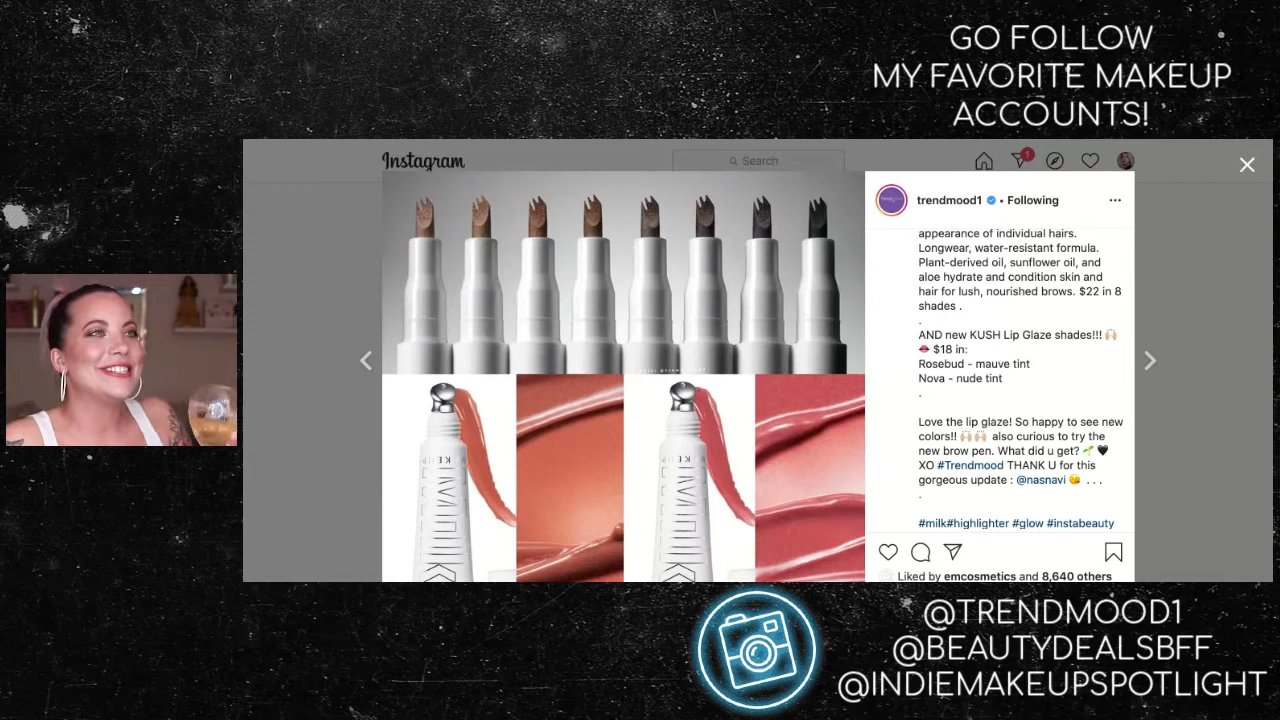 GO FOLLOW
MY FAVORITE MAKEUP
ACCOUNTS!
Instagram
Search
1
trendmood1 • Following
appearance of individual hairs.
Longwear, water-resistant formula.
Plant-derived oil, sunflower oil, and
aloe hydrate and condition skin and
hair for lush, nourished brows. $22 in 8
shades .
.
AND new KUSH Lip Glaze shades!!! 🙌🏼
👄 $18 in:
Rosebud - mauve tint
Nova - nude tint
.
Love the lip glaze! So happy to see new
colors!! 🙌🏼🙌🏼 also curious to try the
new brow pen. What did u get? 🌱🖤
XO #Trendmood THANK U for this
gorgeous update : @nasnavi 😘 . . .
.
#milk#highlighter #glow #instabeauty
Liked by emcosmetics and 8,640 others
@TRENDMOOD1
@BEAUTYDEALSBFF
@INDIEMAKEUPSPOTLIGHT